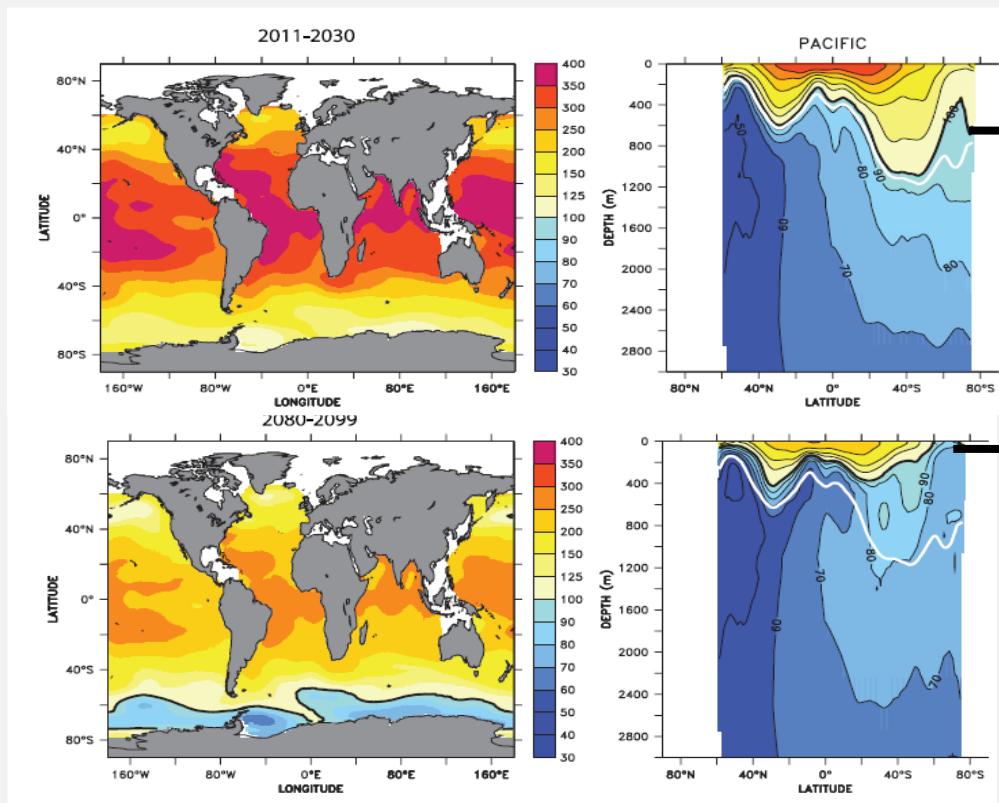 2011-2030
80°N
40°N
0°
40°S
80°S
LATITUDE
160°W
80°W
0°E
80°E
160°E
LONGITUDE
400
350
300
250
200
150
125
100
90
80
70
60
50
40
30
PACIFIC
0
400
800
1200
1600
2000
2400
2800
DEPTH (m)
50
60
70
80
90
100
80
80°N
40°N
0°
40°S
80°S
LATITUDE
2080-2099
80°N
40°N
0°
40°S
80°S
LATITUDE
160°W
80°W
0°E
80°E
160°E
LONGITUDE
400
350
300
250
200
150
125
100
90
80
70
60
50
40
30
0
400
800
1200
1600
2000
2400
2800
DEPTH (m)
60
70
80
90
80
70
80°N
40°N
0°
40°S
80°S
LATITUDE